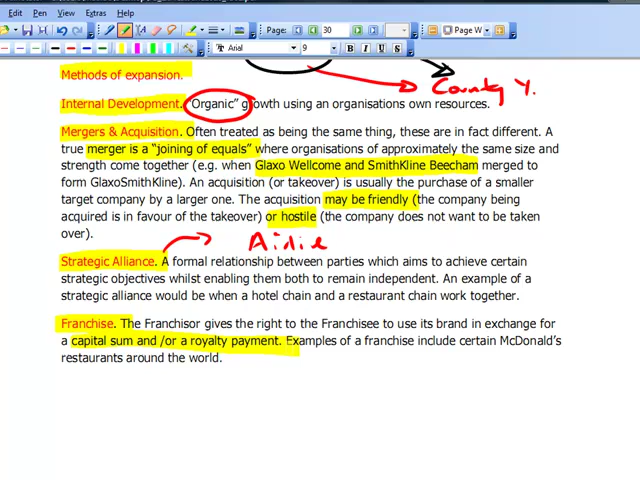 Edit Pen View Extras Help
Page: 30 Page W
Arial 9 B I U S
County Y.
Methods of expansion.
Internal Development. "Organic" growth using an organisations own resources.
Mergers & Acquisition. Often treated as being the same thing, these are in fact different. A
true merger is a "joining of equals" where organisations of approximately the same size and
strength come together (e.g. when Glaxo Wellcome and SmithKline Beecham merged to
form GlaxoSmithKline). An acquisition (or takeover) is usually the purchase of a smaller
target company by a larger one. The acquisition may be friendly (the company being
acquired is in favour of the takeover) or hostile (the company does not want to be taken
over).
Strategic Alliance. A formal relationship between parties which aims to achieve certain
strategic objectives whilst enabling them both to remain independent. An example of a
strategic alliance would be when a hotel chain and a restaurant chain work together.
Franchise. The Franchisor gives the right to the Franchisee to use its brand in exchange for
a capital sum and /or a royalty payment. Examples of a franchise include certain McDonald's
restaurants around the world.